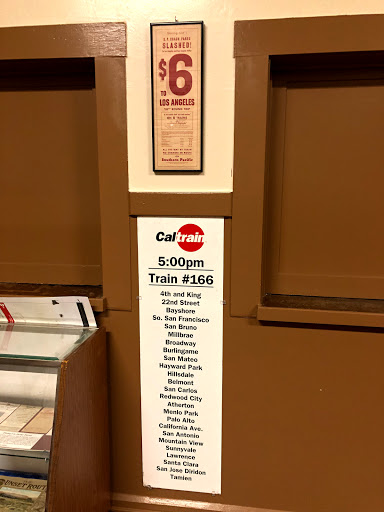 S.P. COACH FARES
SLASHED!
$6
TO
LOS ANGELES
Southern Pacific
Caltrain
5:00pm
Train #166
4th and King
22nd Street
Bayshore
So. San Francisco
San Bruno
Millbrae
Broadway
Burlingame
San Mateo
Hayward Park
Hillsdale
Belmont
San Carlos
Redwood City
Atherton
Menlo Park
Palo Alto
California Ave.
San Antonio
Mountain View
Sunnyvale
Lawrence
Santa Clara
San Jose Diridon
Tamien